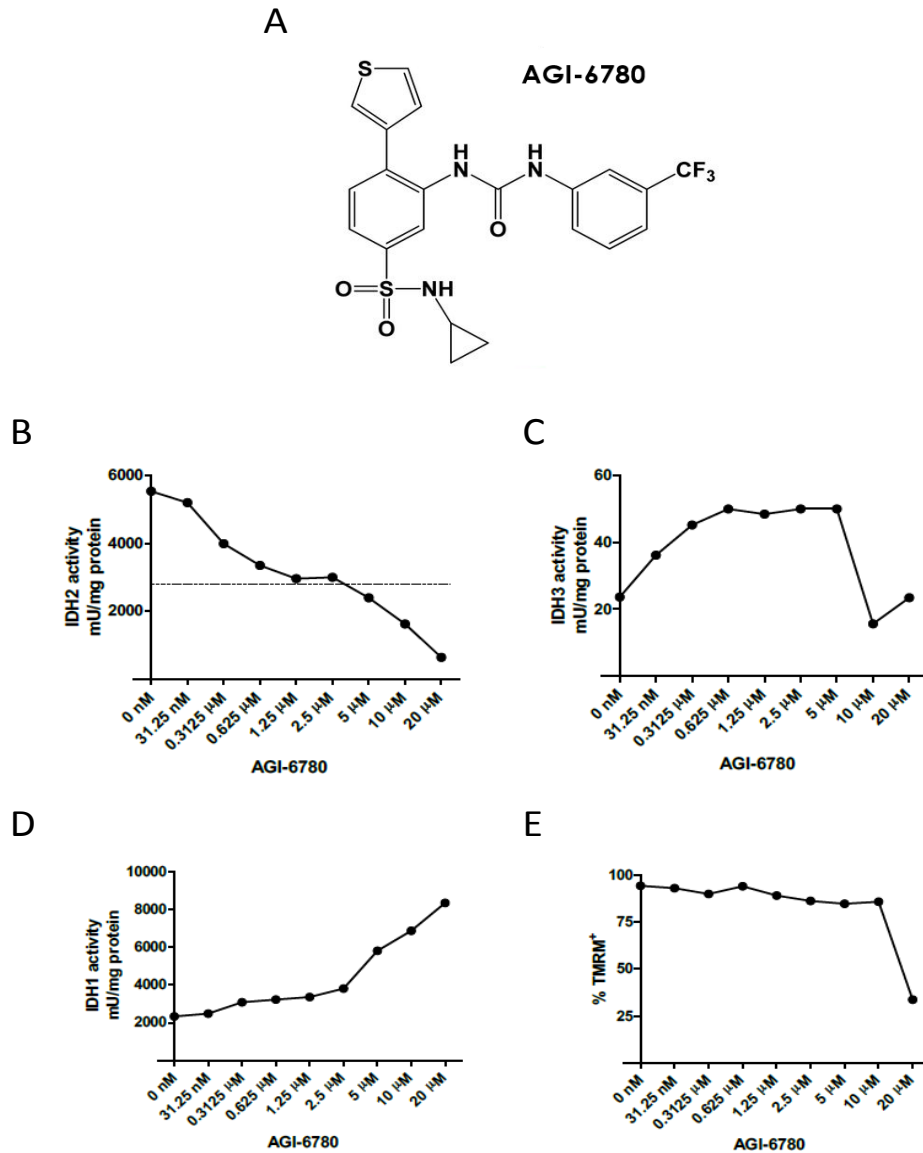 A
AGI-6780
S
H
N
H
N
CF₃
O
O
S
NH
O
B
IDH2 activity
mU/mg protein
6000
4000
2000
0 nM
31.25 nM
0.3125 µM
0.625 µM
1.25 µM
2.5 µM
5 µM
10 µM
20 µM
AGI-6780
C
IDH3 activity
mU/mg protein
60
40
20
0 nM
31.25 nM
0.3125 µM
0.625 µM
1.25 µM
2.5 µM
5 µM
10 µM
20 µM
AGI-6780
D
IDH1 activity
mU/mg protein
10000
8000
6000
4000
2000
0 nM
31.25 nM
0.3125 µM
0.625 µM
1.25 µM
2.5 µM
5 µM
10 µM
20 µM
AGI-6780
E
% TMRM⁺
100
75
50
25
0 nM
31.25 nM
0.3125 µM
0.625 µM
1.25 µM
2.5 µM
5 µM
10 µM
20 µM
AGI-6780